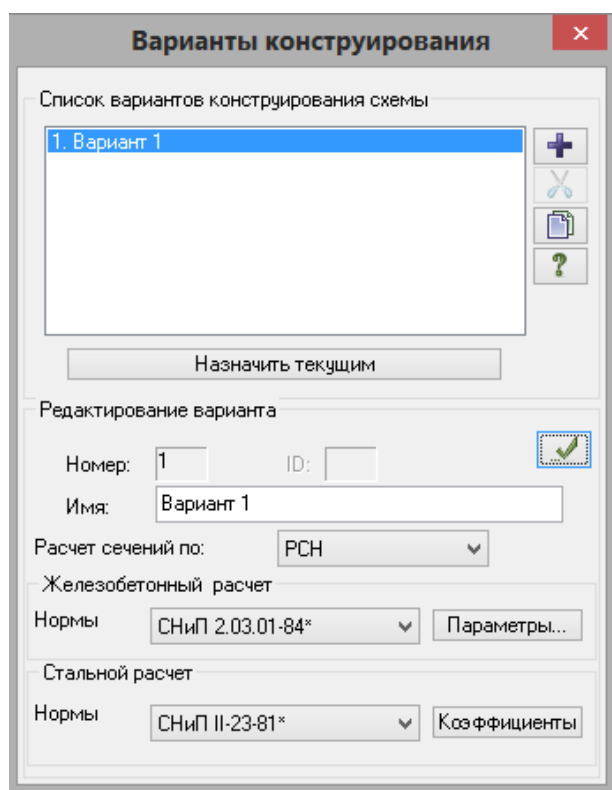 Варианты конструирования
Список вариантов конструирования схемы
1. Вариант 1
Назначить текущим
Редактирование варианта
Номер: 1 ID:
Имя: Вариант 1
Расчет сечений по: РСН
Железобетонный расчет
Нормы СНиП 2.03.01-84* Параметры...
Стальной расчет
Нормы СНиП II-23-81* Коэффициенты